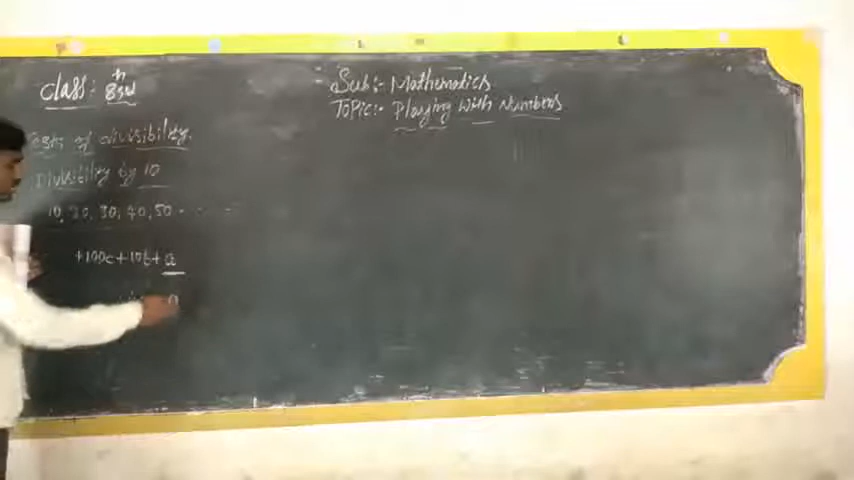 class: 8
Sub:- Mathematics
Topic:- Playing with Numbers
Tests of divisibility.
Divisibility by 10
10, 20, 30, 40, 50 - - - -
+100c+10b+a